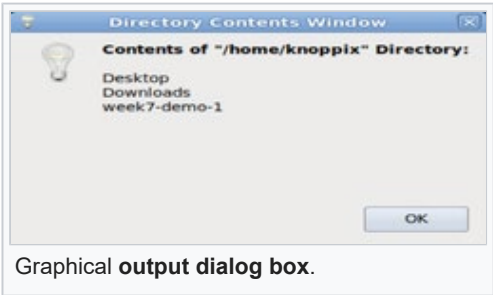 Directory Contents Window
Contents of "/home/knoppix" Directory:
Desktop
Downloads
week7-demo-1
OK
Graphical output dialog box.